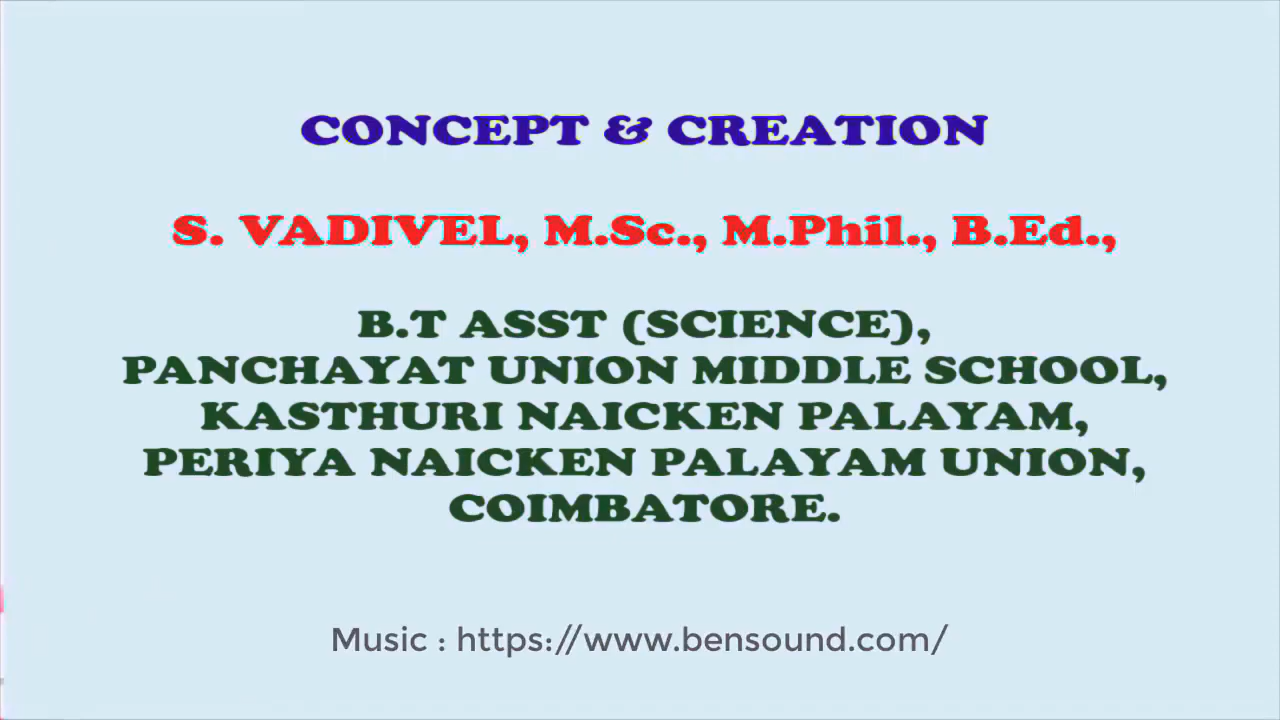 CONCEPT & CREATION
S. VADIVEL, M.Sc., M.Phil., B.Ed.,
B.T ASST (SCIENCE),
PANCHAYAT UNION MIDDLE SCHOOL,
KASTHURI NAICKEN PALAYAM,
PERIYA NAICKEN PALAYAM UNION,
COIMBATORE.
Music : https://www.bensound.com/